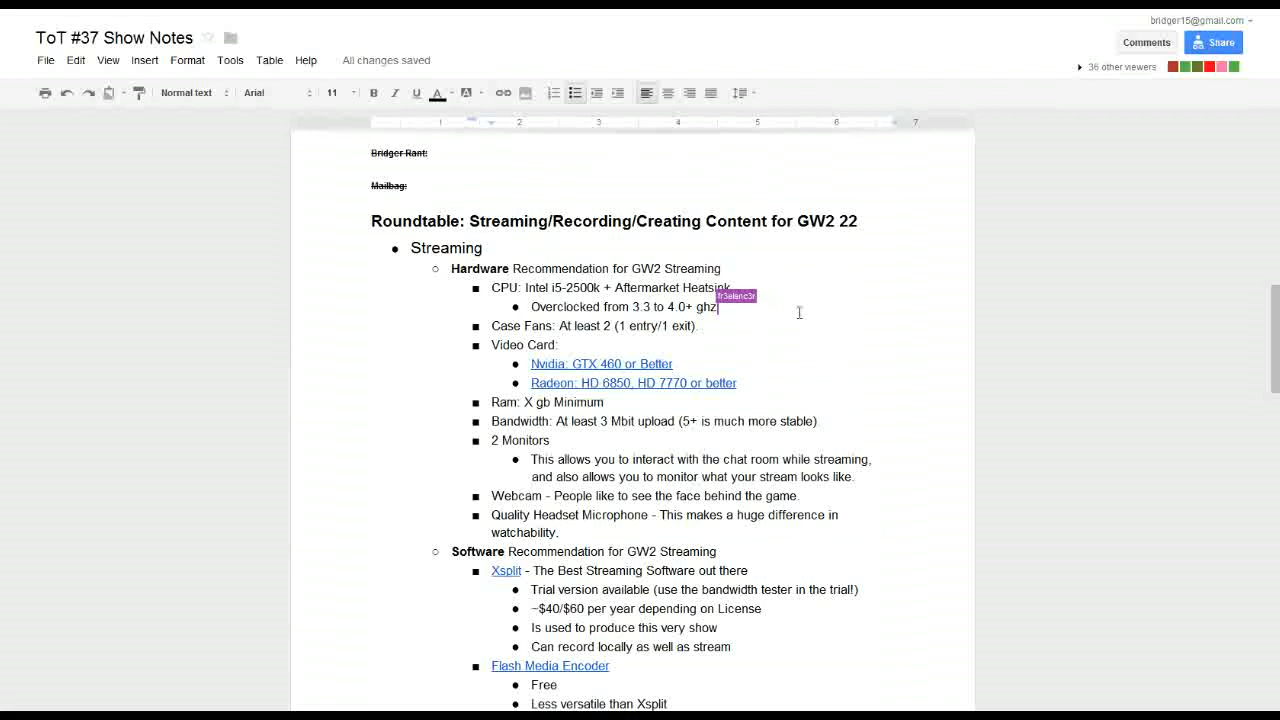 bridger15@gmail.com
ToT #37 Show Notes
Comments
Share
File Edit View Insert Format Tools Table Help All changes saved
36 other viewers
Normal text Arial 11 B I U A A
1 2 3 4 5 6 7
Bridger Rant:
Mailbag:
Roundtable: Streaming/Recording/Creating Content for GW2 22
● Streaming
○ Hardware Recommendation for GW2 Streaming
■ CPU: Intel i5-2500k + Aftermarket Heatsink
fr3elanc3r
● Overclocked from 3.3 to 4.0+ ghz
■ Case Fans: At least 2 (1 entry/1 exit).
■ Video Card:
● Nvidia: GTX 460 or Better
● Radeon: HD 6850, HD 7770 or better
■ Ram: X gb Minimum
■ Bandwidth: At least 3 Mbit upload (5+ is much more stable)
■ 2 Monitors
● This allows you to interact with the chat room while streaming,
and also allows you to monitor what your stream looks like.
■ Webcam - People like to see the face behind the game.
■ Quality Headset Microphone - This makes a huge difference in
watchability.
○ Software Recommendation for GW2 Streaming
■ Xsplit - The Best Streaming Software out there
● Trial version available (use the bandwidth tester in the trial!)
● ~$40/$60 per year depending on License
● Is used to produce this very show
● Can record locally as well as stream
■ Flash Media Encoder
● Free
● Less versatile than Xsplit